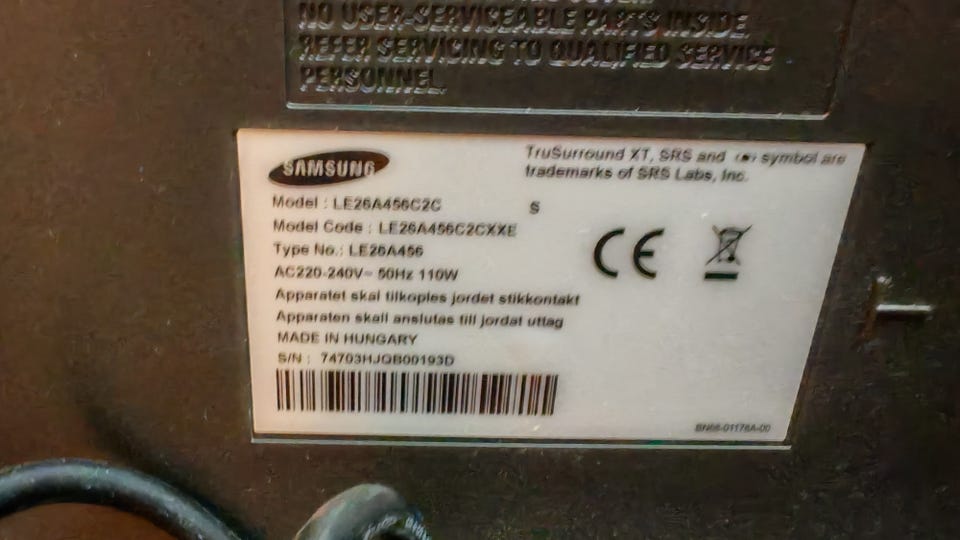 NO USER-SERVICEABLE PARTS INSIDE.
REFER SERVICING TO QUALIFIED SERVICE
PERSONNEL.
SAMSUNG
TruSurround XT, SRS and symbol are
trademarks of SRS Labs, Inc.
Model : LE26A456C2C
S
Model Code : LE26A456C2CXXE
Type No.: LE26A456
AC220-240V~ 50Hz 110W
CE
Apparatet skal tilkoples jordet stikkontakt
Apparaten skall anslutas till jordat uttag
MADE IN HUNGARY
S/N : 74703HJQB00193D
BN68-01178A-00